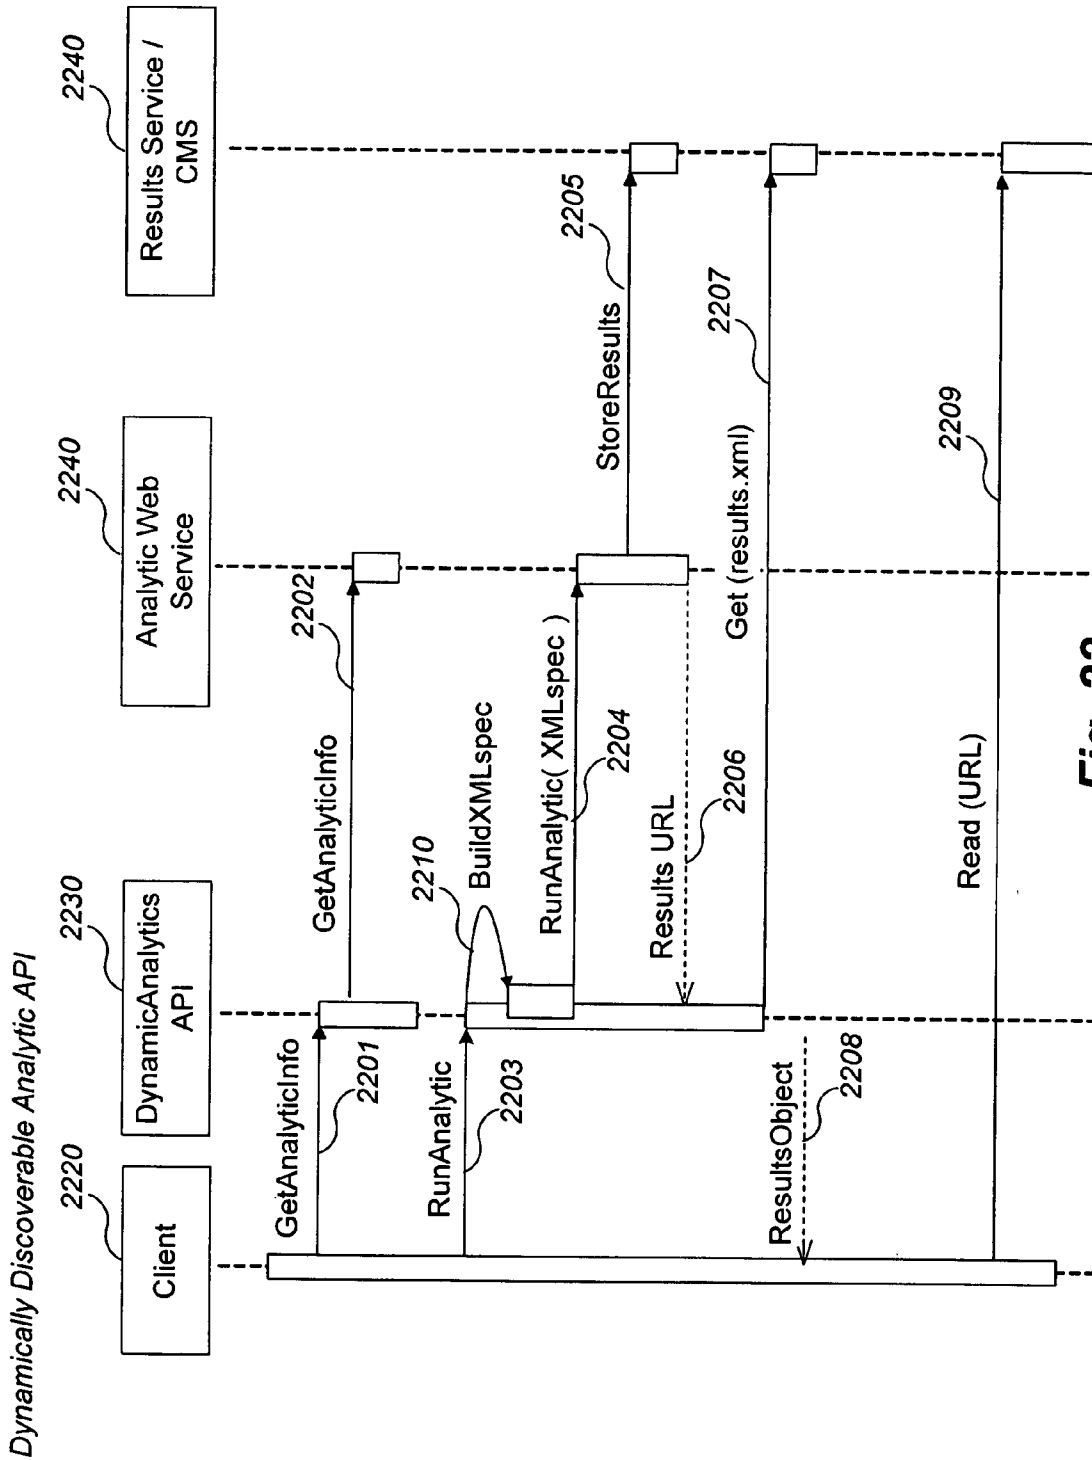 Dynamically Discoverable Analytic API
2220
Client
2230
DynamicAnalytics
API
2240
Analytic Web
Service
2240
Results Service /
CMS
GetAnalyticInfo
2201
GetAnalyticInfo
2202
RunAnalytic
2203
2210
BuildXMLspec
RunAnalytic( XMLspec )
2204
StoreResults
2205
Results URL
2206
Get (results.xml)
2207
ResultsObject
2208
Read (URL)
2209